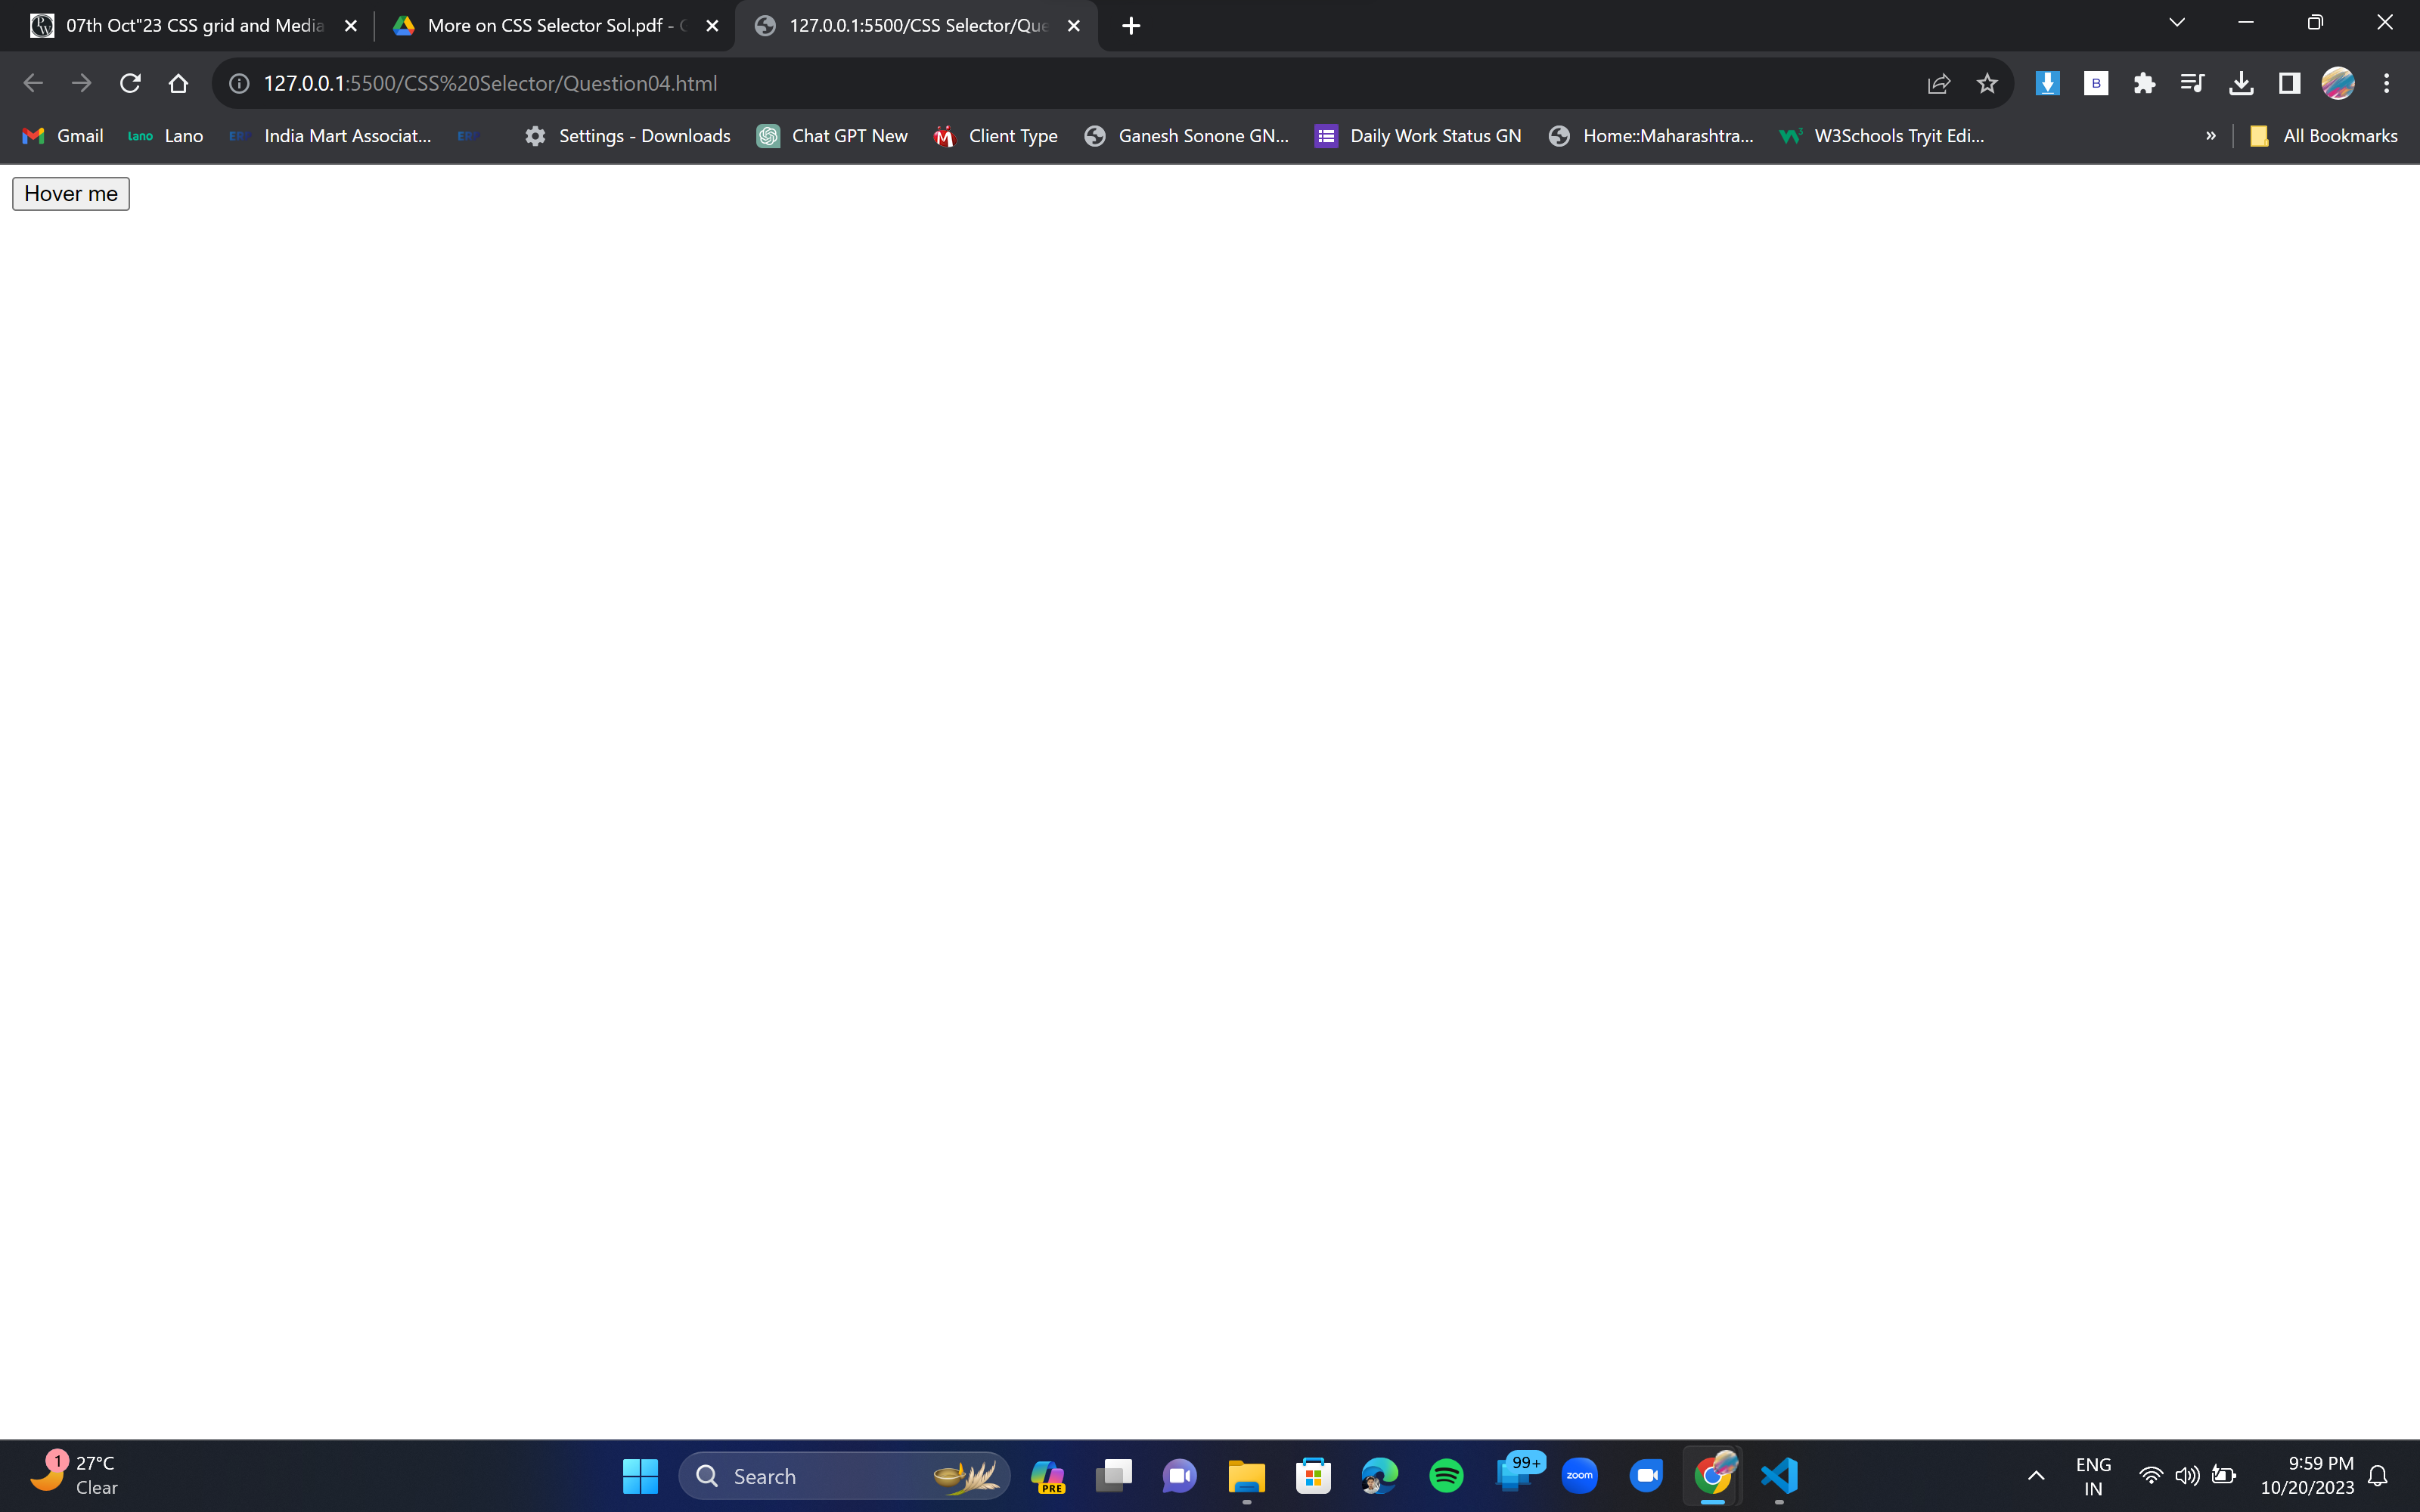 07th Oct"23 CSS grid and Media
More on CSS Selector Sol.pdf -
127.0.0.1:5500/CSS Selector/Que
127.0.0.1:5500/CSS%20Selector/Question04.html
B
Gmail
lano Lano
India Mart Associat...
Settings - Downloads
Chat GPT New
Client Type
Ganesh Sonone GN...
Daily Work Status GN
Home::Maharashtra...
W3Schools Tryit Edi...
»
All Bookmarks
Hover me
1
27°C
Clear
Search
PRE
99+
zoom
ENG
IN
9:59 PM
10/20/2023